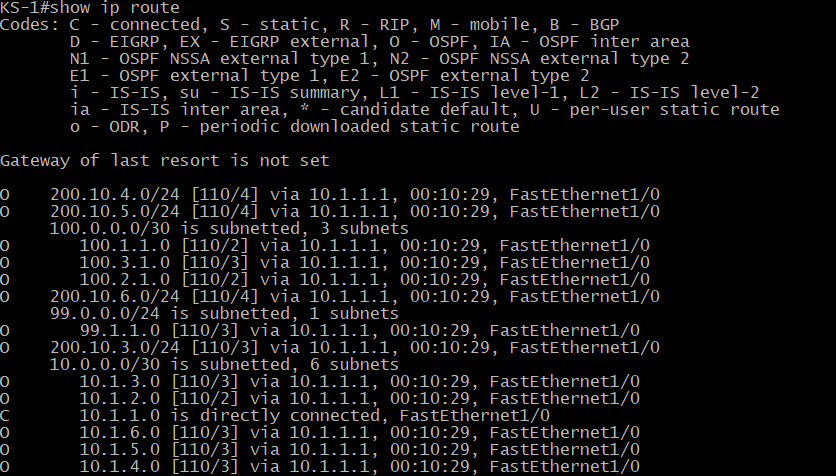 KS-1#show ip route
Codes: C - connected, S - static, R - RIP, M - mobile, B - BGP
       D - EIGRP, EX - EIGRP external, O - OSPF, IA - OSPF inter area
       N1 - OSPF NSSA external type 1, N2 - OSPF NSSA external type 2
       E1 - OSPF external type 1, E2 - OSPF external type 2
       i - IS-IS, su - IS-IS summary, L1 - IS-IS level-1, L2 - IS-IS level-2
       ia - IS-IS inter area, * - candidate default, U - per-user static route
       o - ODR, P - periodic downloaded static route

Gateway of last resort is not set

O    200.10.4.0/24 [110/4] via 10.1.1.1, 00:10:29, FastEthernet1/0
O    200.10.5.0/24 [110/4] via 10.1.1.1, 00:10:29, FastEthernet1/0
     100.0.0.0/30 is subnetted, 3 subnets
O       100.1.1.0 [110/2] via 10.1.1.1, 00:10:29, FastEthernet1/0
O       100.3.1.0 [110/3] via 10.1.1.1, 00:10:29, FastEthernet1/0
O       100.2.1.0 [110/2] via 10.1.1.1, 00:10:29, FastEthernet1/0
O    200.10.6.0/24 [110/4] via 10.1.1.1, 00:10:29, FastEthernet1/0
     99.0.0.0/24 is subnetted, 1 subnets
O       99.1.1.0 [110/3] via 10.1.1.1, 00:10:29, FastEthernet1/0
O    200.10.3.0/24 [110/3] via 10.1.1.1, 00:10:29, FastEthernet1/0
     10.0.0.0/30 is subnetted, 6 subnets
O       10.1.3.0 [110/3] via 10.1.1.1, 00:10:29, FastEthernet1/0
O       10.1.2.0 [110/2] via 10.1.1.1, 00:10:29, FastEthernet1/0
C       10.1.1.0 is directly connected, FastEthernet1/0
O       10.1.6.0 [110/3] via 10.1.1.1, 00:10:29, FastEthernet1/0
O       10.1.5.0 [110/3] via 10.1.1.1, 00:10:29, FastEthernet1/0
O       10.1.4.0 [110/3] via 10.1.1.1, 00:10:29, FastEthernet1/0